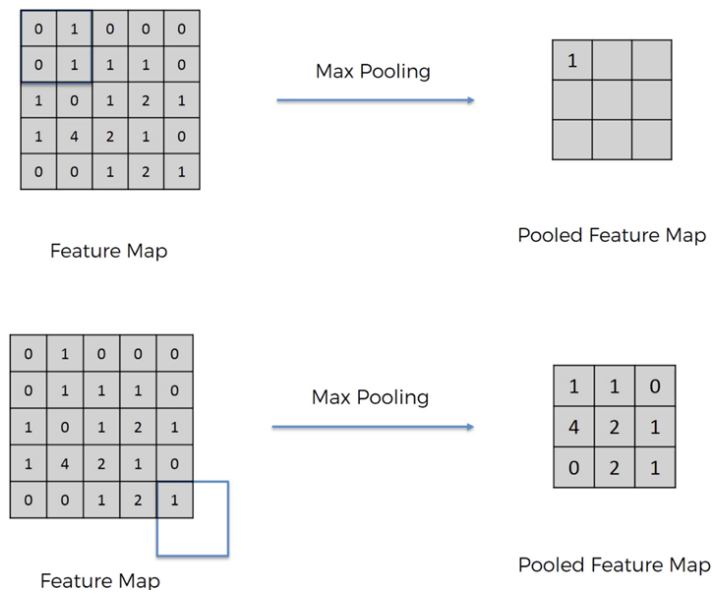 0 1 0 0 0
0 1 1 1 0
1 0 1 2 1
1 4 2 1 0
0 0 1 2 1
Feature Map
Max Pooling
1
Pooled Feature Map
0 1 0 0 0
0 1 1 1 0
1 0 1 2 1
1 4 2 1 0
0 0 1 2 1
Feature Map
Max Pooling
1 1 0
4 2 1
0 2 1
Pooled Feature Map